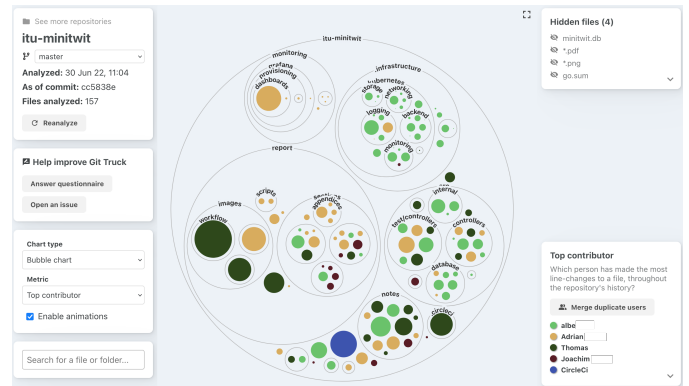 See more repositories
itu-minitwit
master
Analyzed: 30 Jun 22, 11:04
As of commit: cc5838e
Files analyzed: 157
Reanalyze
Help improve Git Truck
Answer questionnaire
Open an issue
Chart type
Bubble chart
Metric
Top contributor
Enable animations
Search for a file or folder...
itu-minitwit
monitoring
grafana
provisioning
dashboards
.infrastructure
kubernetes
storage
networking
logging
backend
monitoring
report
images
scripts
workflow
appendices
internal
test/controllers
controllers
database
notes
.circleci
Hidden files (4)
minitwit.db
*.pdf
*.png
go.sum
Top contributor
Which person has made the most
line-changes to a file, throughout
the repository's history?
Merge duplicate users
albe
Adrian
Thomas
Joachim
CircleCi